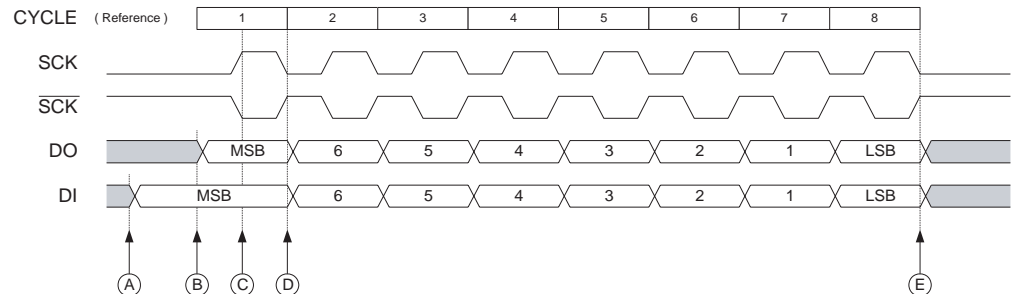 CYCLE ( Reference ) 1 2 3 4 5 6 7 8
SCK
SCK
DO MSB 6 5 4 3 2 1 LSB
DI MSB 6 5 4 3 2 1 LSB
A B C D E